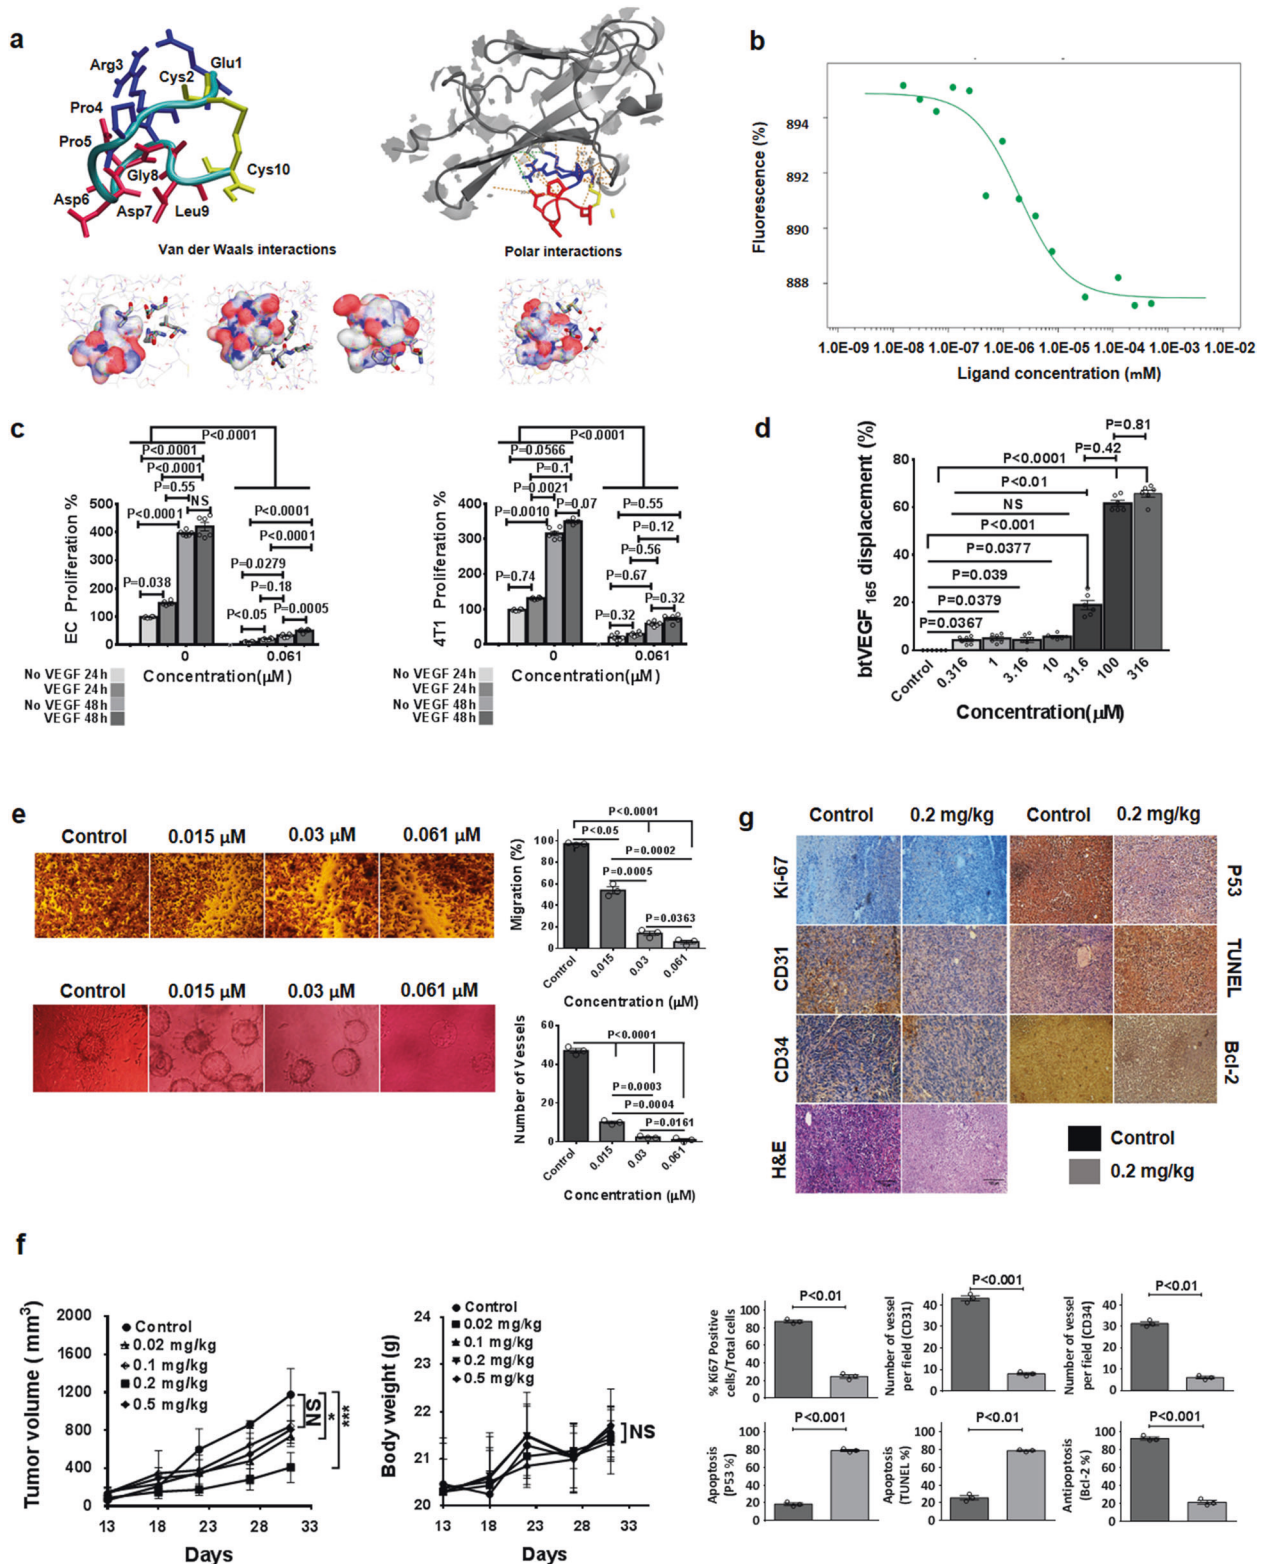 a
Arg3
Glu1
Cys2
Pro4
Pro5
Gly8
Cys10
Asp6
Asp7
Leu9
Van der Waals interactions
Polar interactions
b
Fluorescence (%)
894
892
890
888
1.0E-09 1.0E-08 1.0E-07 1.0E-06 1.0E-05 1.0E-04 1.0E-03 1.0E-02
Ligand concentration (mM)
c
P<0.0001
P<0.0001
P<0.0001
P=0.55
NS
P<0.0001
P<0.0001
P<0.0001
P=0.0279
P=0.038
P=0.18
P<0.05
P=0.0005
EC Proliferation %
500
400
300
200
100
0
0
0.061
Concentration(µM)
No VEGF 24h
VEGF 24h
No VEGF 48h
VEGF 48h
P<0.0001
P=0.0566
P=0.1
P=0.0021
P=0.07
P=0.0010
P=0.55
P=0.12
P=0.56
P=0.74
P=0.67
P=0.32
P=0.32
4T1 Proliferation %
400
300
200
100
0
0
0.061
Concentration(µM)
No VEGF 24h
VEGF 24h
No VEGF 48h
VEGF 48h
d
P=0.81
P=0.42
P<0.0001
P<0.01
NS
P<0.001
P=0.0377
P=0.039
P=0.0379
P=0.0367
btVEGF 165 displacement (%)
80
60
40
20
0
Control
0.316
1
3.16
10
31.6
100
316
Concentration(µM)
e
Control
0.015 µM
0.03 µM
0.061 µM
P<0.0001
P<0.05
P=0.0002
P=0.0005
P=0.0363
Migration (%)
100
80
60
40
20
0
Control
0.015
0.03
0.061
Concentration (µM)
Control
0.015 µM
0.03 µM
0.061 µM
P<0.0001
P=0.0003
P=0.0004
P=0.0161
Number of Vessels
60
40
20
0
Control
0.015
0.03
0.061
Concentration (µM)
g
Control
0.2 mg/kg
Control
0.2 mg/kg
Ki-67
P53
CD31
TUNEL
CD34
Bcl-2
H&E
Control
0.2 mg/kg
f
Tumor volume ( mm3)
2000
1600
1200
800
400
0
13
18
23
28
33
Days
Control
0.02 mg/kg
0.1 mg/kg
0.2 mg/kg
0.5 mg/kg
NS
*
***
Body weight (g)
24
23
22
21
20
13
18
23
28
33
Days
Control
0.02 mg/kg
0.1 mg/kg
0.2 mg/kg
0.5 mg/kg
NS
% Ki67 Positive
cells/Total cells
100
80
60
40
20
0
P<0.01
Number of vessel
per field (CD31)
40
30
20
10
0
P<0.001
Number of vessel
per field (CD34)
40
30
20
10
0
P<0.01
Apoptosis
(P53 %)
100
80
60
40
20
0
P<0.001
Apoptosis
(TUNEL %)
100
80
60
40
20
0
P<0.01
Antipoptosis
(Bcl-2 %)
100
80
60
40
20
0
P<0.001